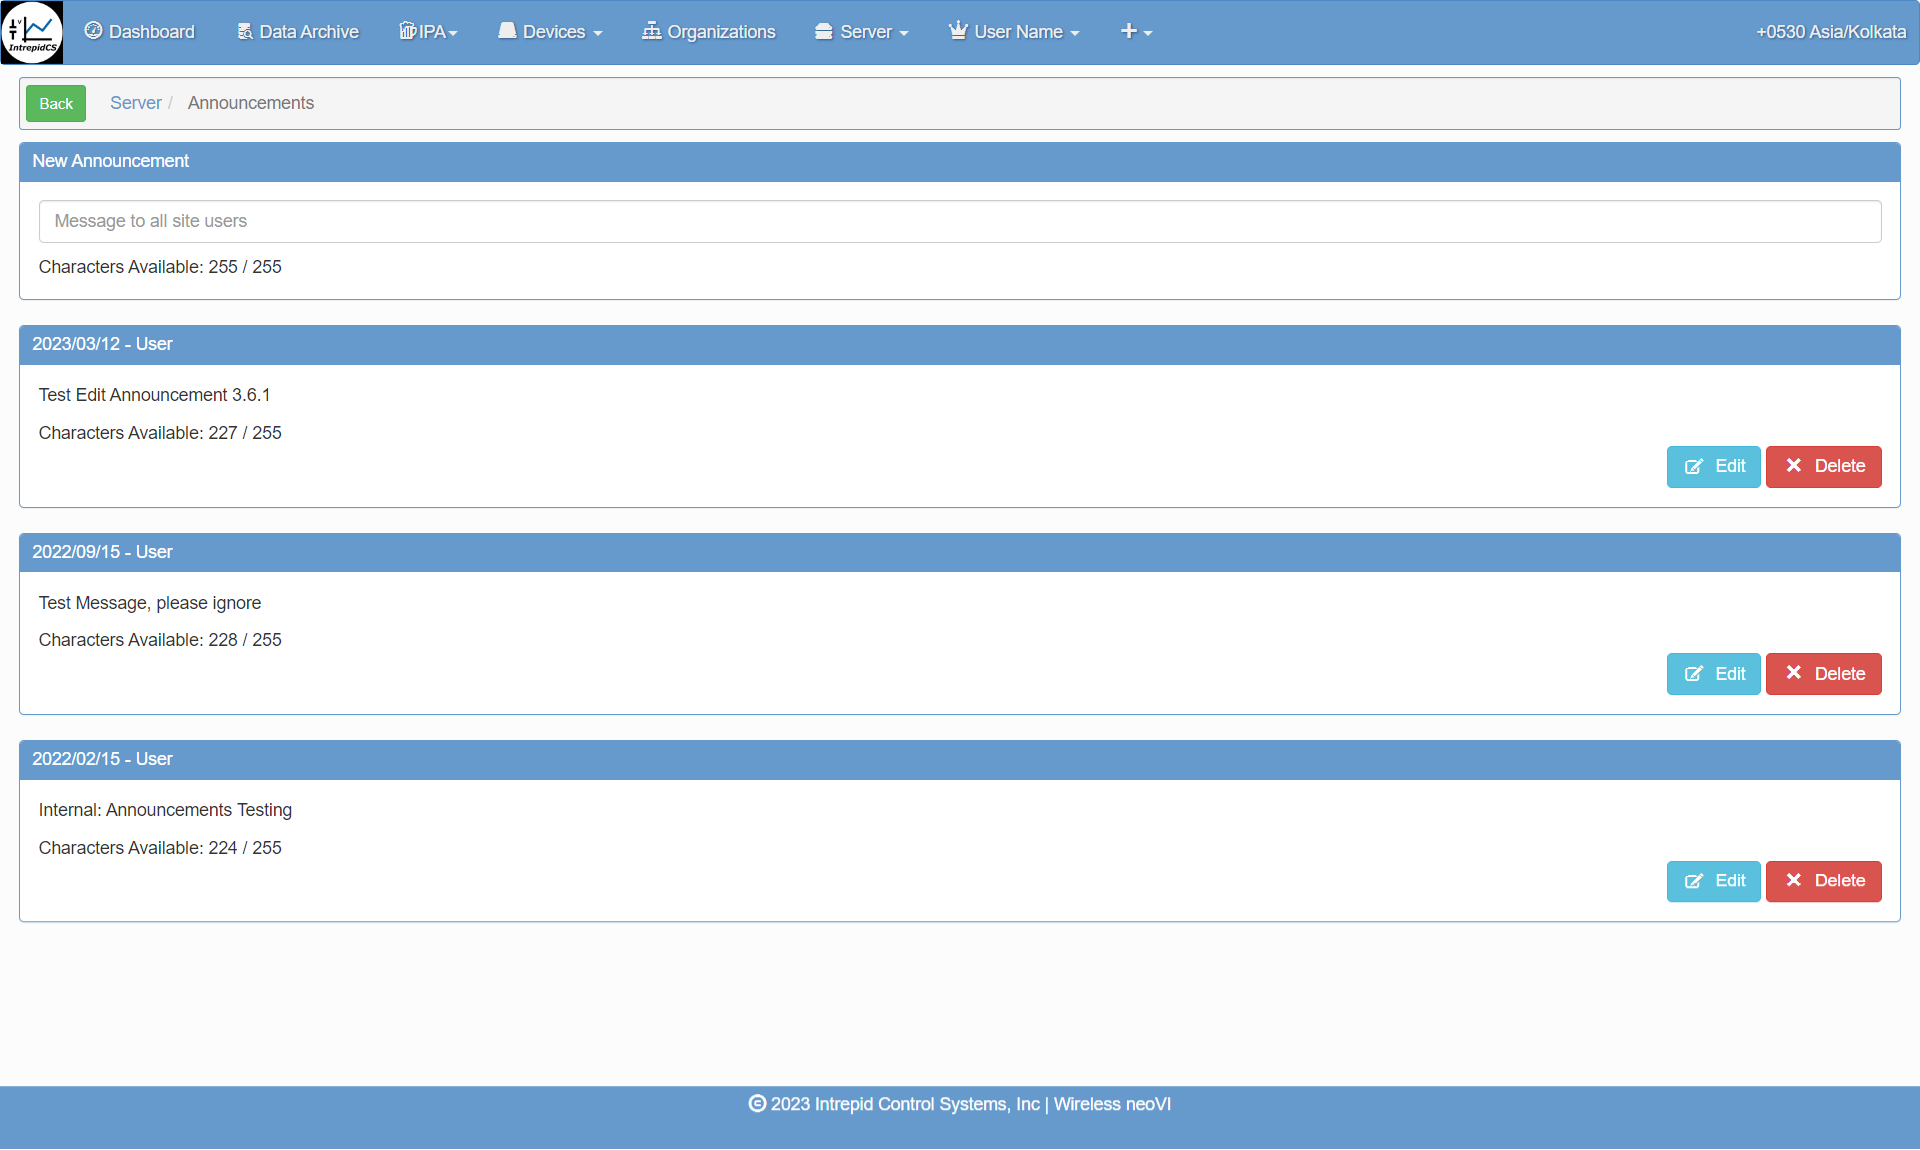 IntrepidCS
Dashboard Data Archive IPA Devices Organizations Server User Name +0530 Asia/Kolkata
Back Server / Announcements
New Announcement
Message to all site users
Characters Available: 255 / 255
2023/03/12 - User
Test Edit Announcement 3.6.1
Characters Available: 227 / 255
Edit Delete
2022/09/15 - User
Test Message, please ignore
Characters Available: 228 / 255
Edit Delete
2022/02/15 - User
Internal: Announcements Testing
Characters Available: 224 / 255
Edit Delete
© 2023 Intrepid Control Systems, Inc | Wireless neoVI